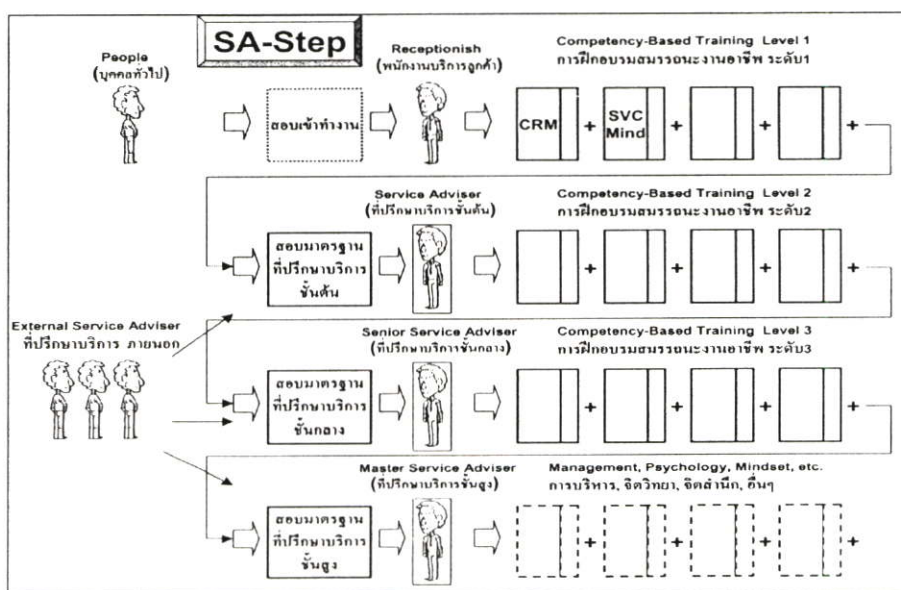 SA-Step
People
(บุคคลทั่วไป)
สอบเข้าทำงาน
Receptionish
(พนักงานบริการลูกค้า)
Competency-Based Training Level 1
การฝึกอบรมสมรรถนะงานอาชีพ ระดับ1
CRM
+
SVC
Mind
+
+
+
สอบมาตรฐาน
ที่ปรึกษาบริการ
ชั้นต้น
Service Adviser
(ที่ปรึกษาบริการชั้นต้น)
Competency-Based Training Level 2
การฝึกอบรมสมรรถนะงานอาชีพ ระดับ2
+
+
+
+
External Service Adviser
ที่ปรึกษาบริการ ภายนอก
สอบมาตรฐาน
ที่ปรึกษาบริการ
ชั้นกลาง
Senior Service Adviser
(ที่ปรึกษาบริการชั้นกลาง)
Competency-Based Training Level 3
การฝึกอบรมสมรรถนะงานอาชีพ ระดับ3
+
+
+
+
สอบมาตรฐาน
ที่ปรึกษาบริการ
ชั้นสูง
Master Service Adviser
(ที่ปรึกษาบริการชั้นสูง)
Management, Psychology, Mindset, etc.
การบริหาร, จิตวิทยา, จิตสำนึก, อื่นๆ
+
+
+
+